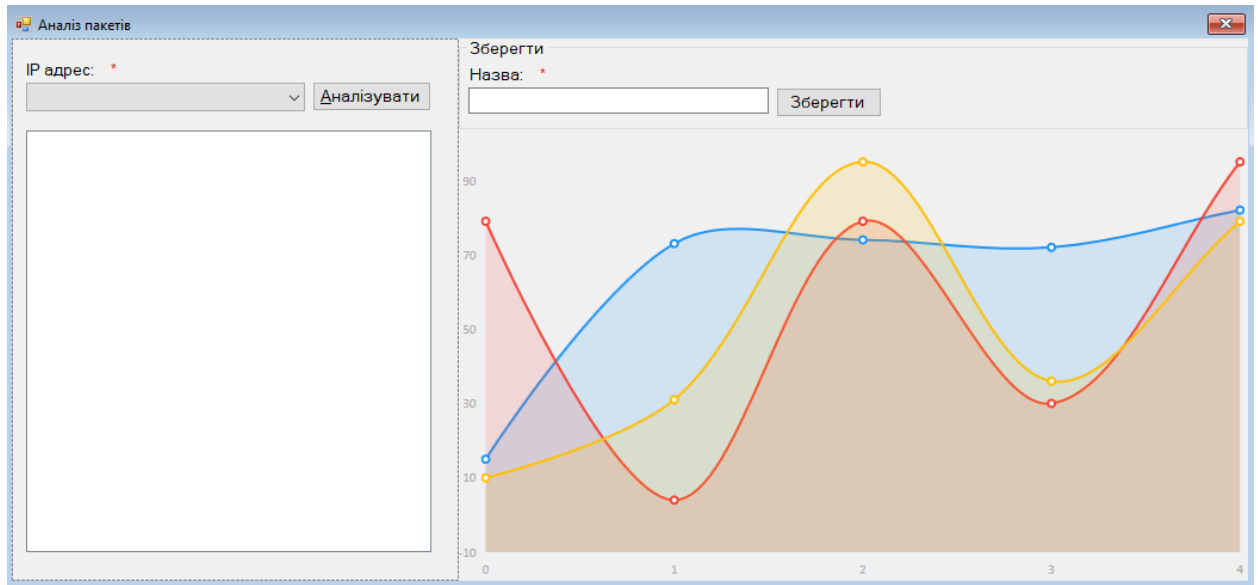 Аналіз пакетів
IP адрес: *
Аналізувати
Зберегти
Назва: *
Зберегти
90
70
50
30
10
-10
0 1 2 3 4